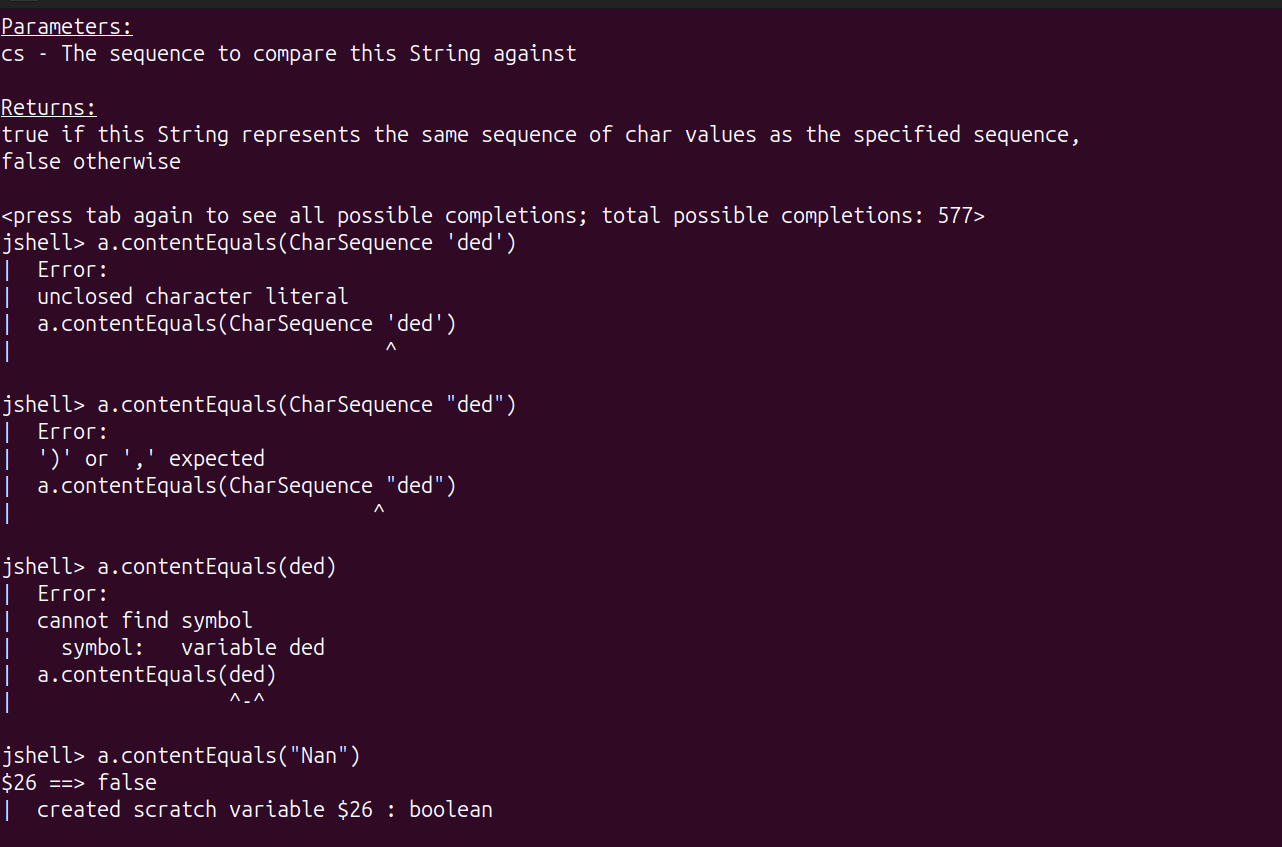 Parameters:
cs - The sequence to compare this String against

Returns:
true if this String represents the same sequence of char values as the specified sequence,
false otherwise

<press tab again to see all possible completions; total possible completions: 577>
jshell> a.contentEquals(CharSequence 'ded')
|  Error:
|  unclosed character literal
|  a.contentEquals(CharSequence 'ded')
|                               ^

jshell> a.contentEquals(CharSequence "ded")
|  Error:
|  ')' or ',' expected
|  a.contentEquals(CharSequence "ded")
|                              ^

jshell> a.contentEquals(ded)
|  Error:
|  cannot find symbol
|    symbol:   variable ded
|  a.contentEquals(ded)
|                  ^-^

jshell> a.contentEquals("Nan")
$26 ==> false
|  created scratch variable $26 : boolean